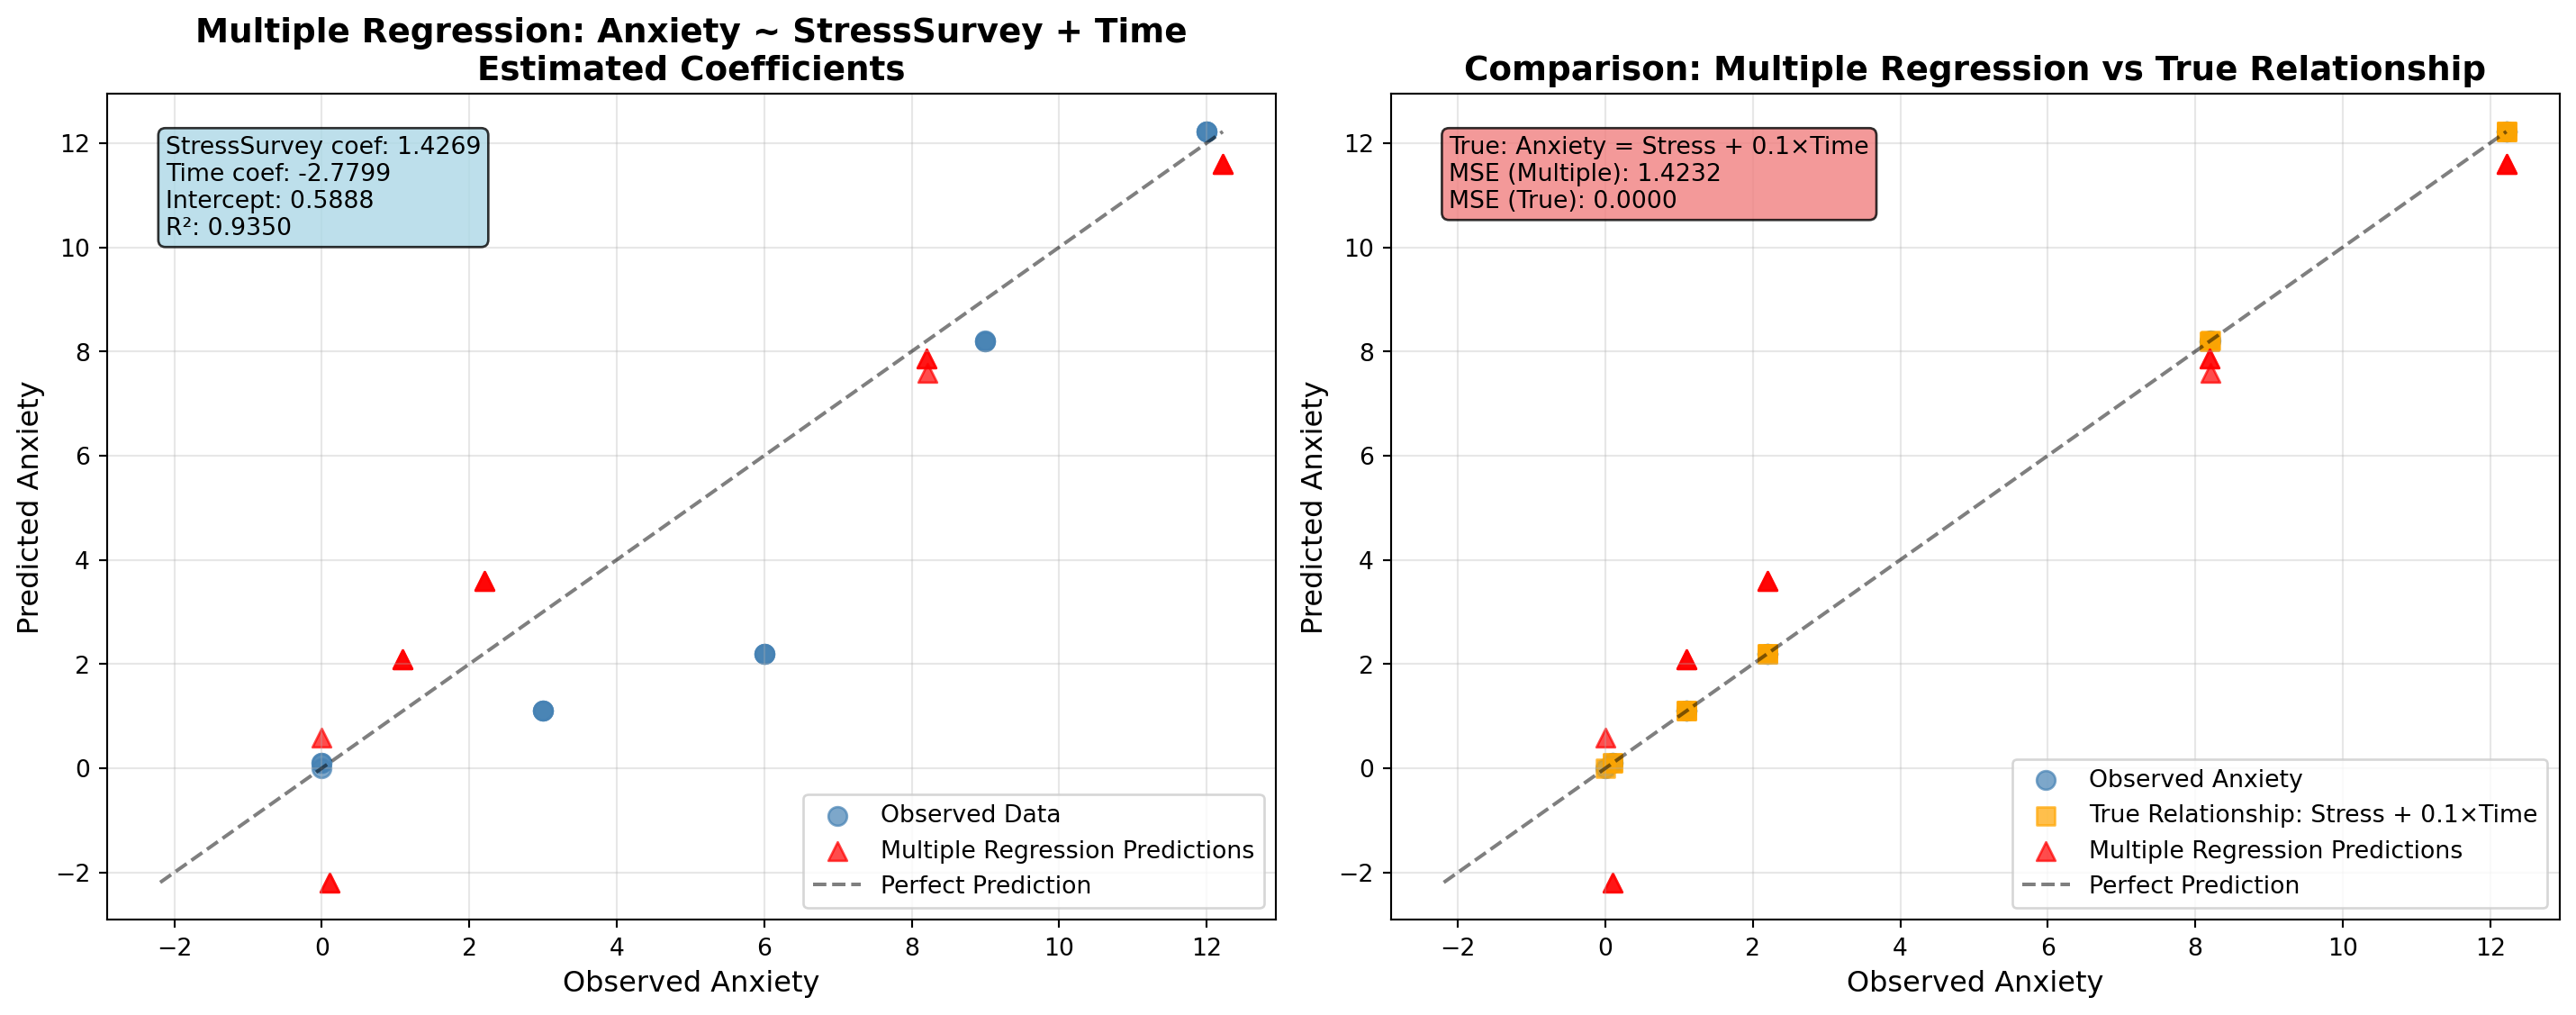 Multiple Regression: Anxiety ~ StressSurvey + Time
Estimated Coefficients
StressSurvey coef: 1.4269
Time coef: -2.7799
Intercept: 0.5888
R²: 0.9350
12
10
8
6
4
2
0
−2
Predicted Anxiety
Observed Data
Multiple Regression Predictions
Perfect Prediction
−2
0
2
4
6
8
10
12
Observed Anxiety
Comparison: Multiple Regression vs True Relationship
True: Anxiety = Stress + 0.1×Time
MSE (Multiple): 1.4232
MSE (True): 0.0000
12
10
8
6
4
2
0
−2
Predicted Anxiety
Observed Anxiety
True Relationship: Stress + 0.1×Time
Multiple Regression Predictions
Perfect Prediction
−2
0
2
4
6
8
10
12
Observed Anxiety